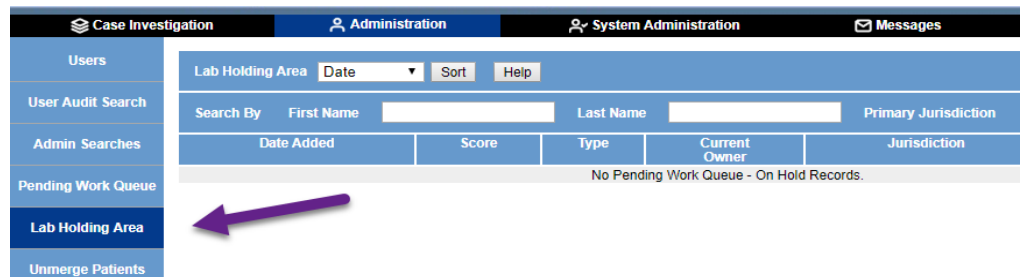 Case Investigation Administration System Administration Messages
Users
User Audit Search
Admin Searches
Pending Work Queue
Lab Holding Area
Unmerge Patients
Lab Holding Area Date Sort Help
Search By First Name Last Name Primary Jurisdiction
Date Added Score Type Current Owner Jurisdiction
No Pending Work Queue - On Hold Records.